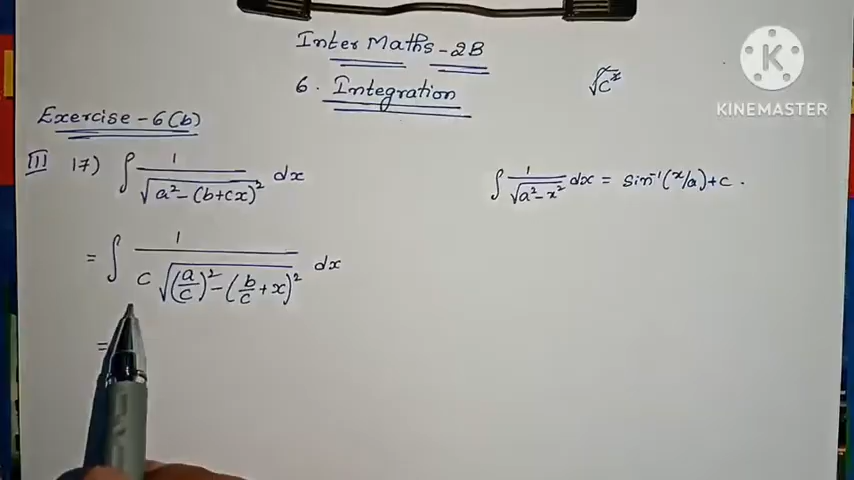 Inter Maths - 2B
6. Integration
√c²
K
KINEMASTER
Exercise - 6(b)
III 17) ∫ 1/√(a² - (b+cx)²) dx
∫ 1/√(a² - x²) dx = sin⁻¹(x/a) + c.
= ∫ 1/(c √((a/c)² - (b/c + x)²)) dx
=